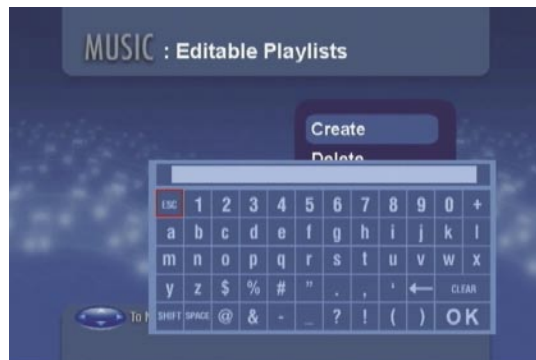 MUSIC : Editable Playlists
Create
Delete
ESC 1 2 3 4 5 6 7 8 9 0 +
a b c d e f g h i j k l
m n o p q r s t u v w x
y z $ % # " . , ' ← CLEAR
To
SHIFT SPACE @ & - _ ? ! ( ) OK